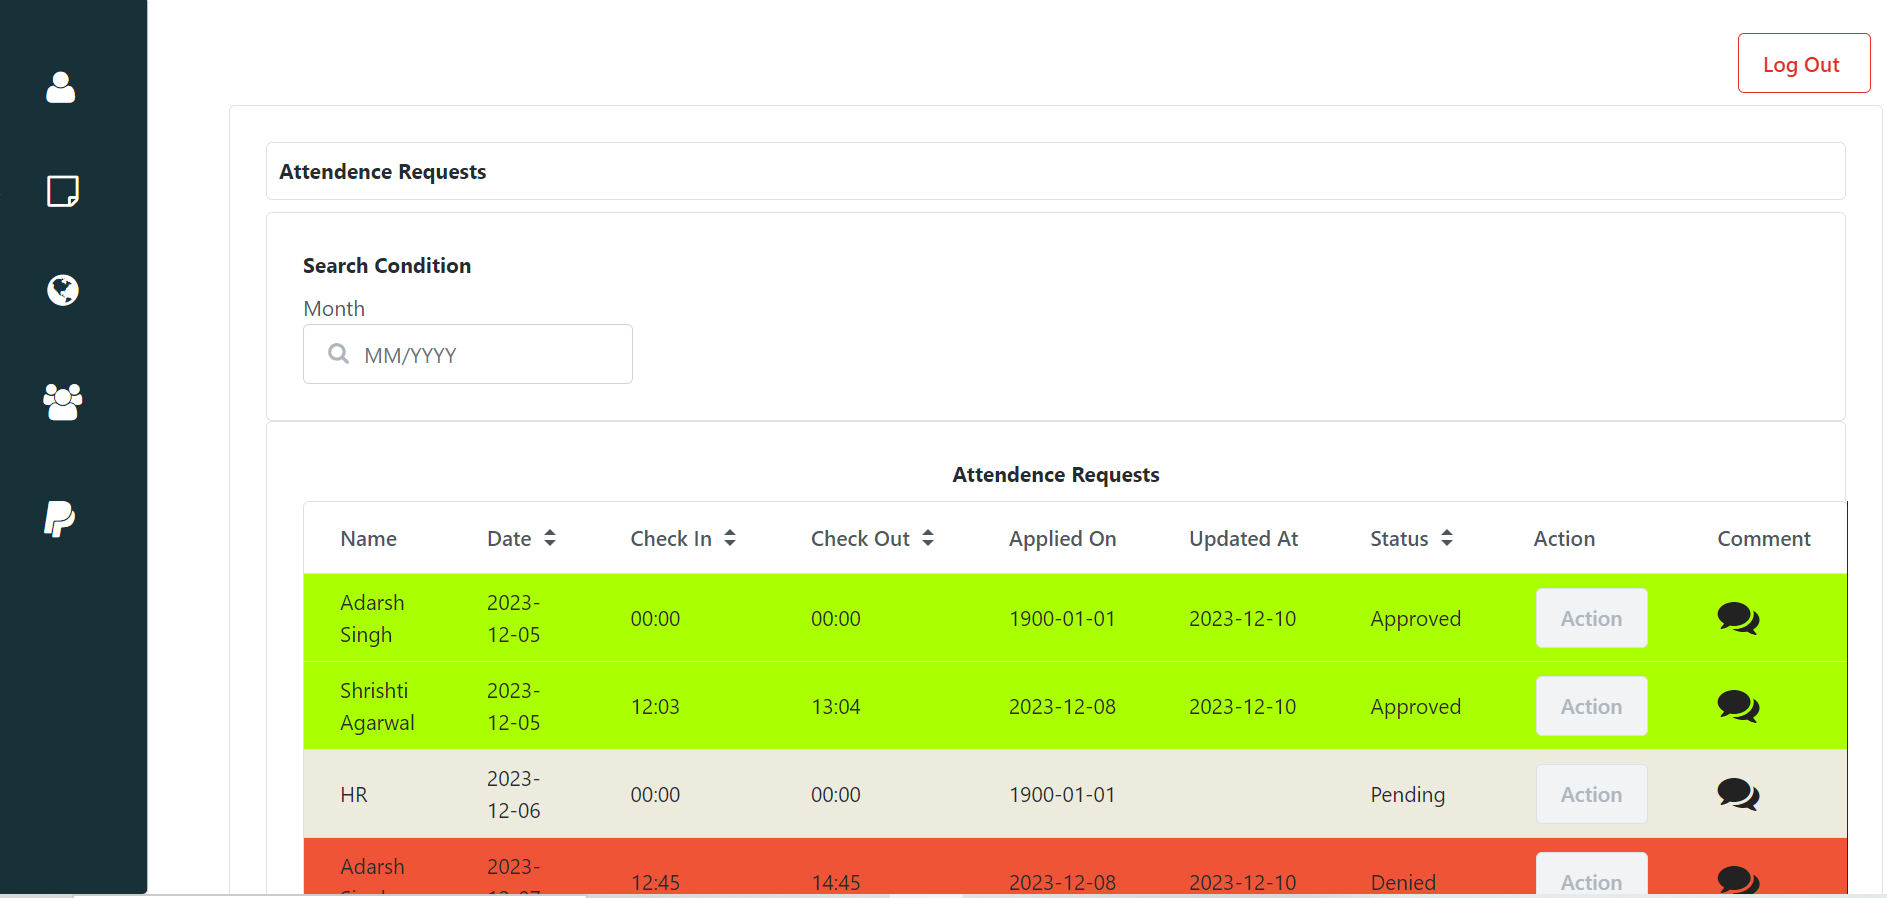 Log Out
Attendence Requests
Search Condition
Month
MM/YYYY
Attendence Requests
Name Date Check In Check Out Applied On Updated At Status Action Comment
Adarsh Singh 2023-12-05 00:00 00:00 1900-01-01 2023-12-10 Approved Action
Shrishti Agarwal 2023-12-05 12:03 13:04 2023-12-08 2023-12-10 Approved Action
HR 2023-12-06 00:00 00:00 1900-01-01 Pending Action
Adarsh 2023- 12:45 14:45 2023-12-08 2023-12-10 Denied Action